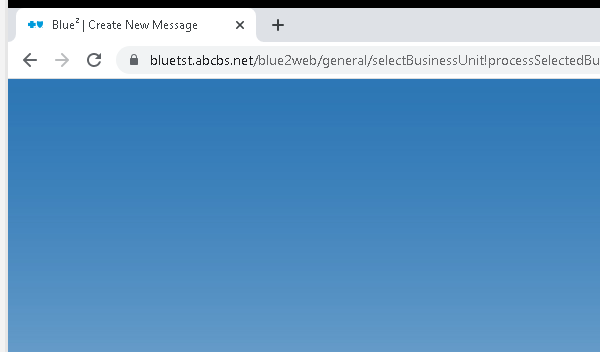 Blue² | Create New Message
bluetst.abcbs.net/blue2web/general/selectBusinessUnit!processSelectedBu